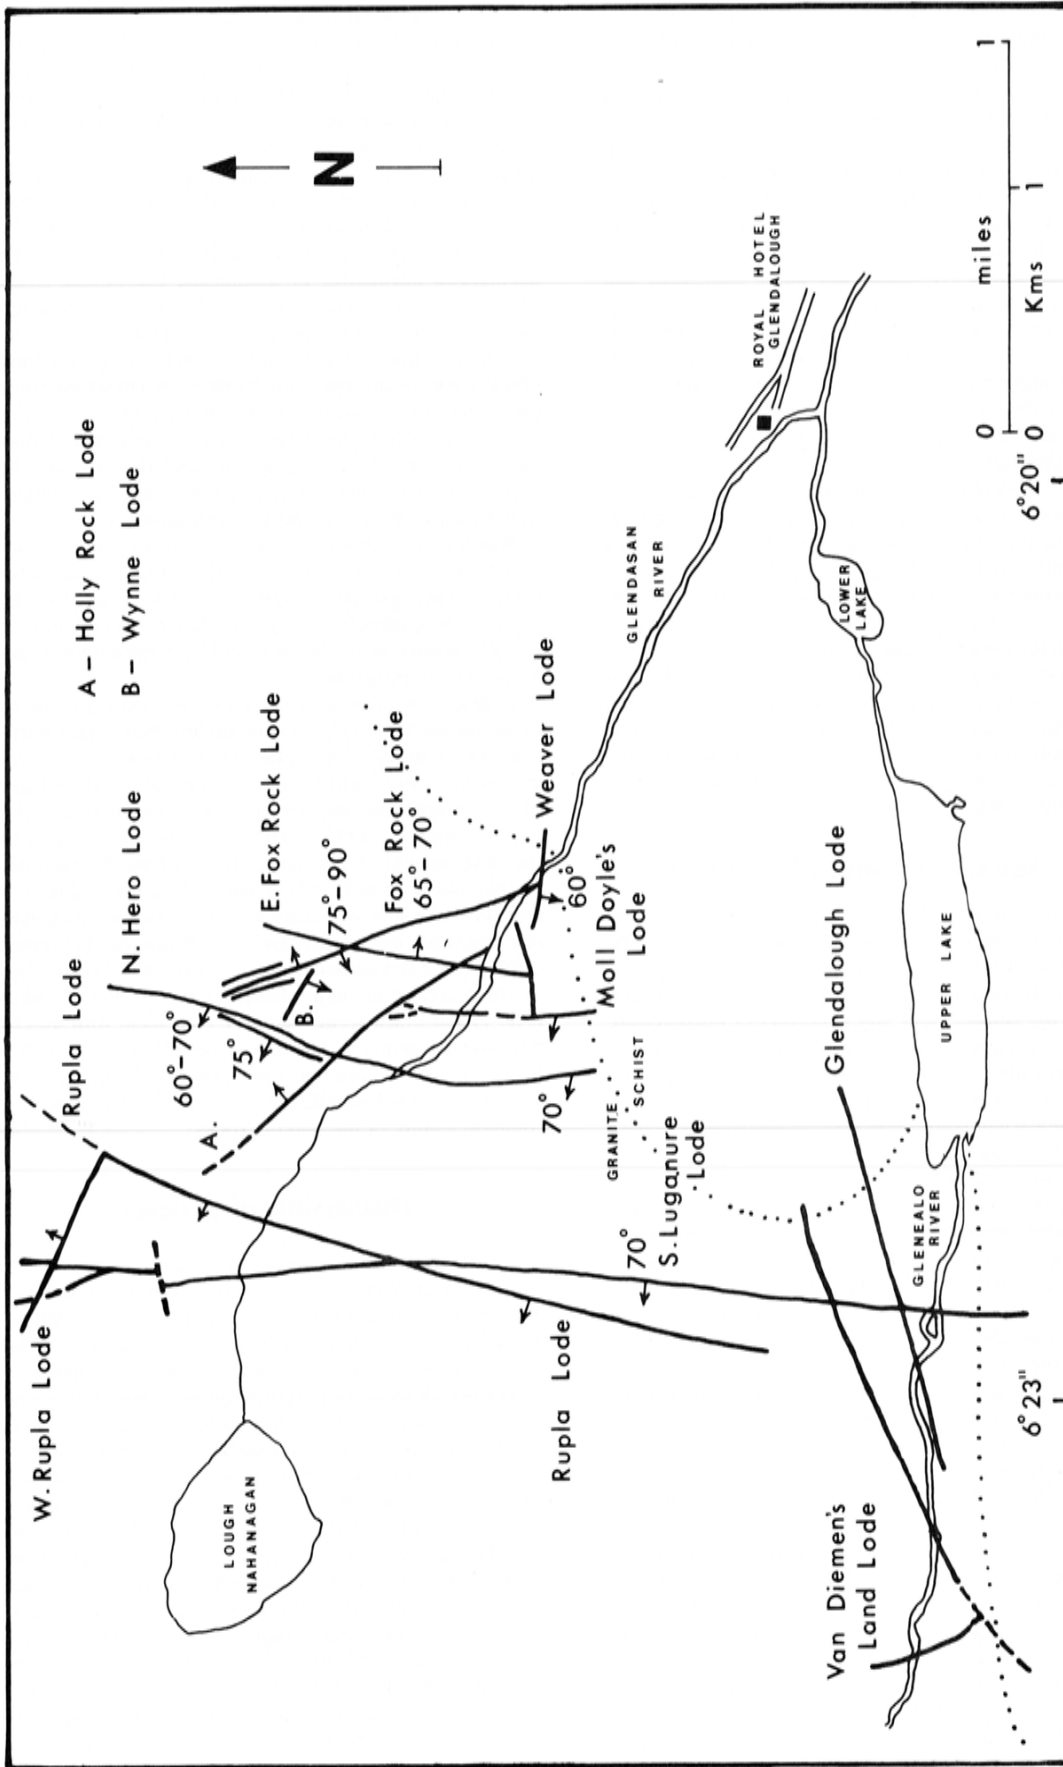 W. Rupla Lode
Rupla Lode
N. Hero Lode
A – Holly Rock Lode
B – Wynne Lode
N
LOUGH
NAHANAGAN
A.
60°–70°
75°
B.
E. Fox Rock Lode
75°–90°
Fox Rock Lode
65°–70°
Weaver Lode
60°
Moll Doyle's
Lode
70°
GRANITE
SCHIST
Rupla Lode
70°
S. Luganure
Lode
GLENDASAN
RIVER
ROYAL HOTEL
GLENDALOUGH
Van Diemen's
Land Lode
Glendalough Lode
GLENEALO
RIVER
UPPER LAKE
LOWER
LAKE
0 miles 1
0 Kms 1
6°23"
6°20"